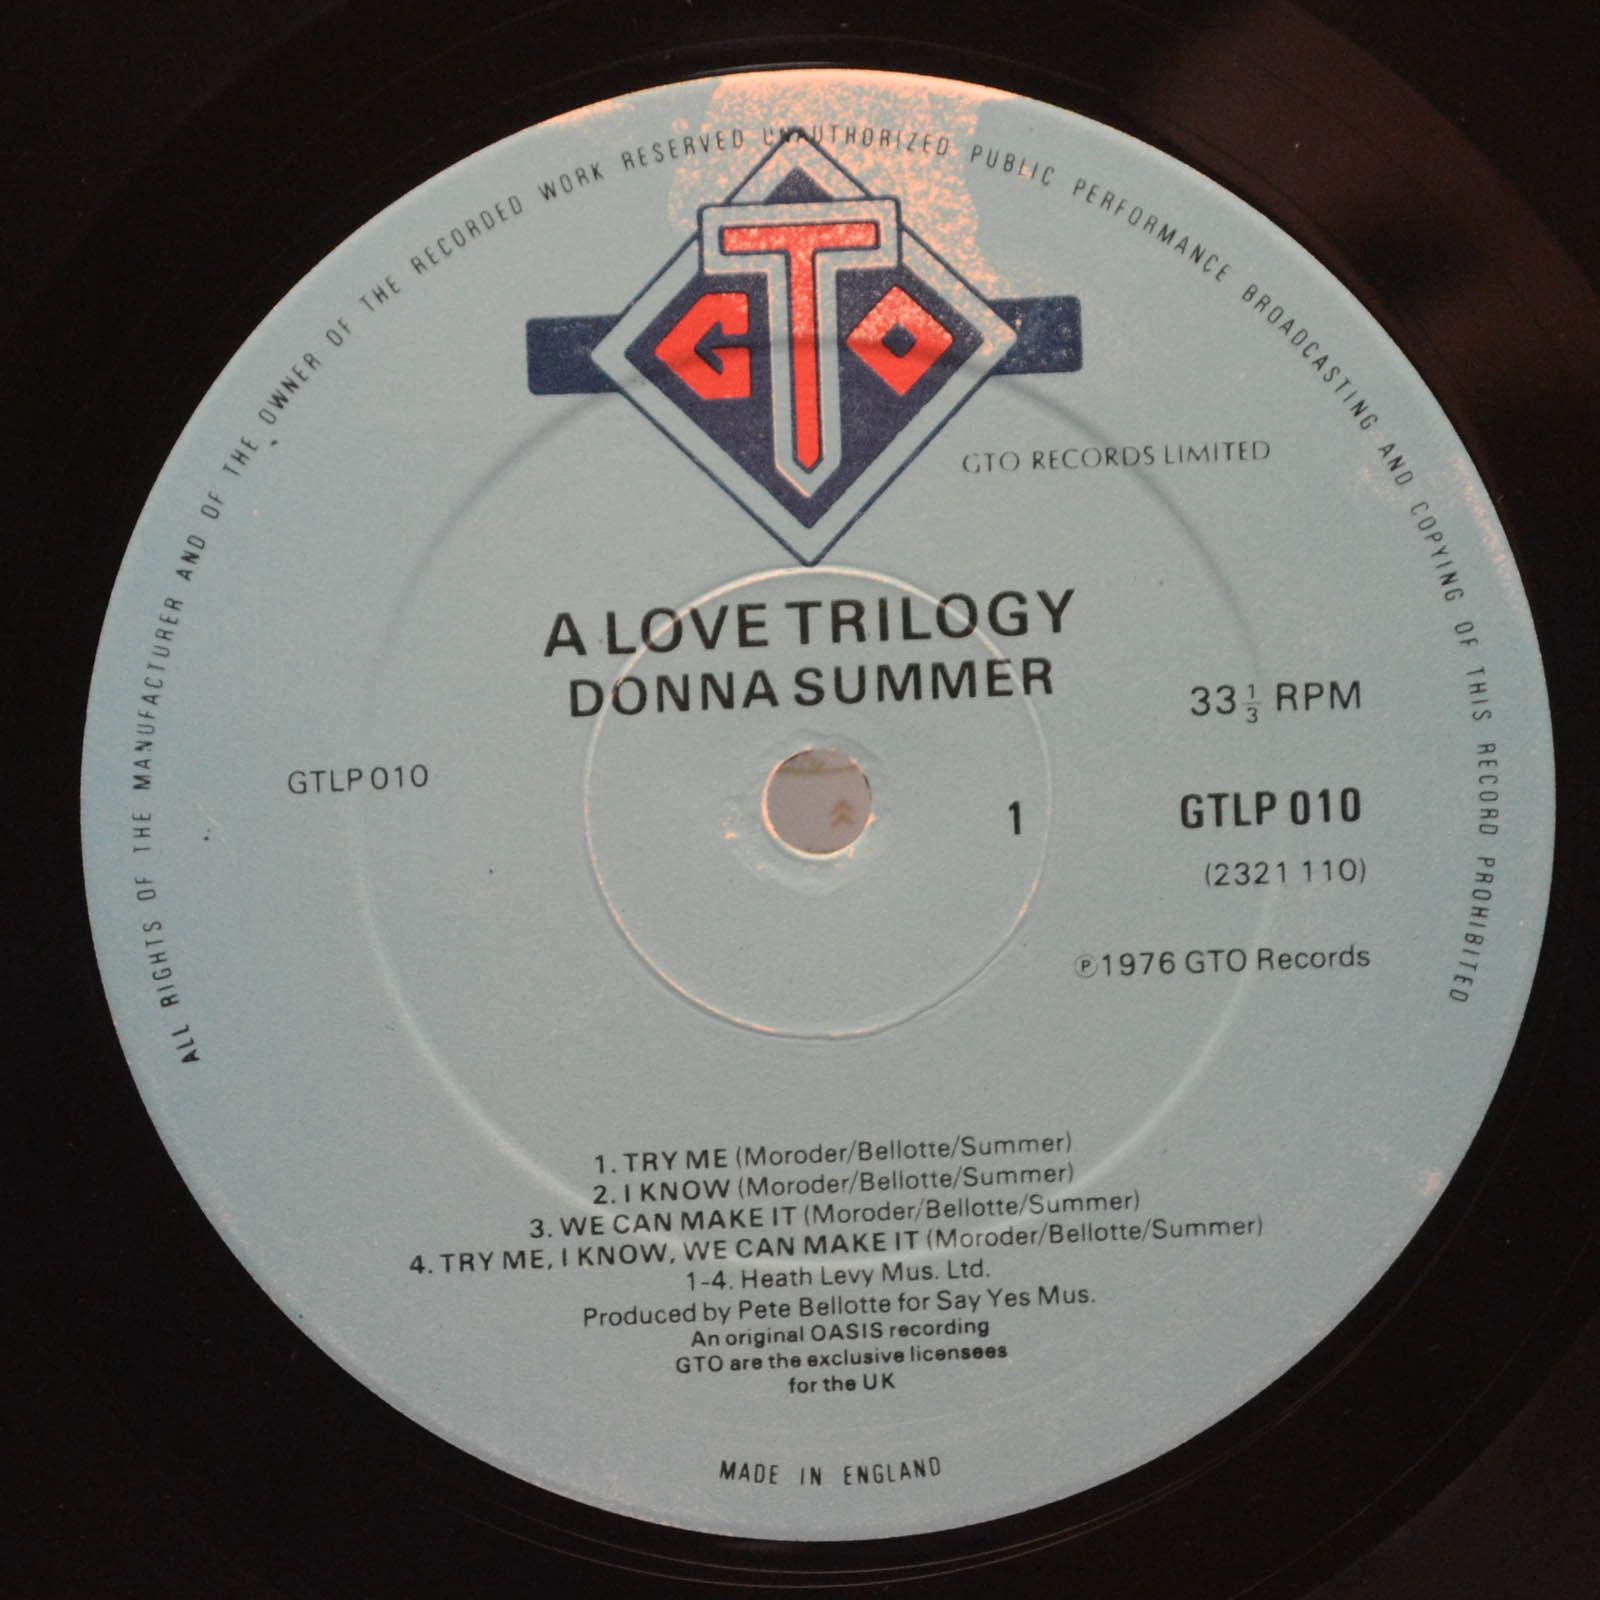 ALL RIGHTS OF THE MANUFACTURER AND OF THE OWNER OF THE RECORDED WORK RESERVED UNAUTHORIZED PUBLIC PERFORMANCE BROADCASTING AND COPYING OF THIS RECORD PROHIBITED
GTO
GTO RECORDS LIMITED
A LOVE TRILOGY
DONNA SUMMER
33⅓ RPM
GTLP 010
1
GTLP 010
(2321 110)
℗1976 GTO Records
1. TRY ME (Moroder/Bellotte/Summer)
2. I KNOW (Moroder/Bellotte/Summer)
3. WE CAN MAKE IT (Moroder/Bellotte/Summer)
4. TRY ME, I KNOW, WE CAN MAKE IT (Moroder/Bellotte/Summer)
1-4. Heath Levy Mus. Ltd.
Produced by Pete Bellotte for Say Yes Mus.
An original OASIS recording
GTO are the exclusive licensees
for the UK
MADE IN ENGLAND